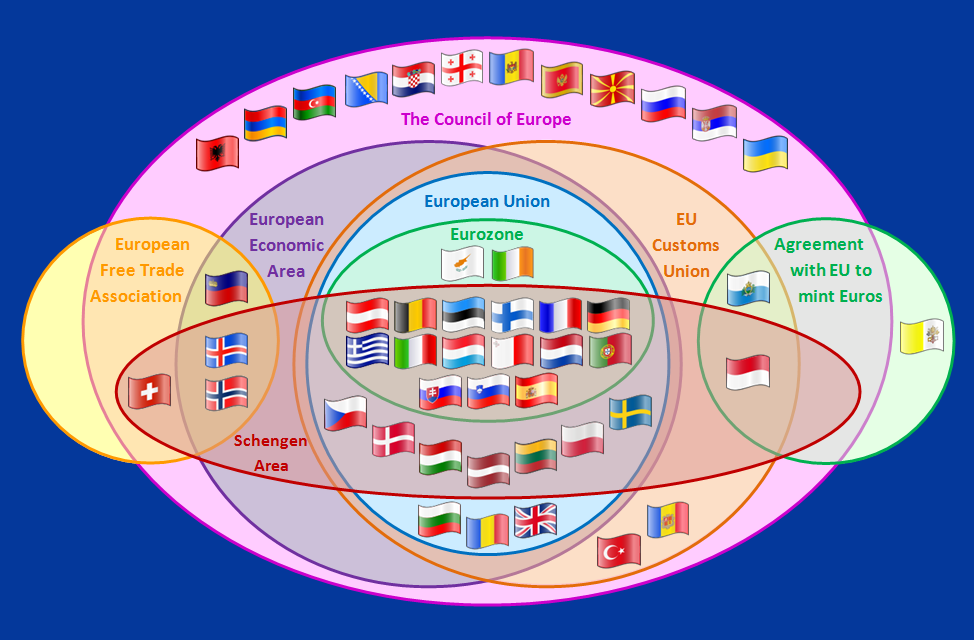 The Council of Europe
European Union
Eurozone
European
Economic
Area
EU
Customs
Union
European
Free Trade
Association
Agreement
with EU to
mint Euros
Schengen
Area